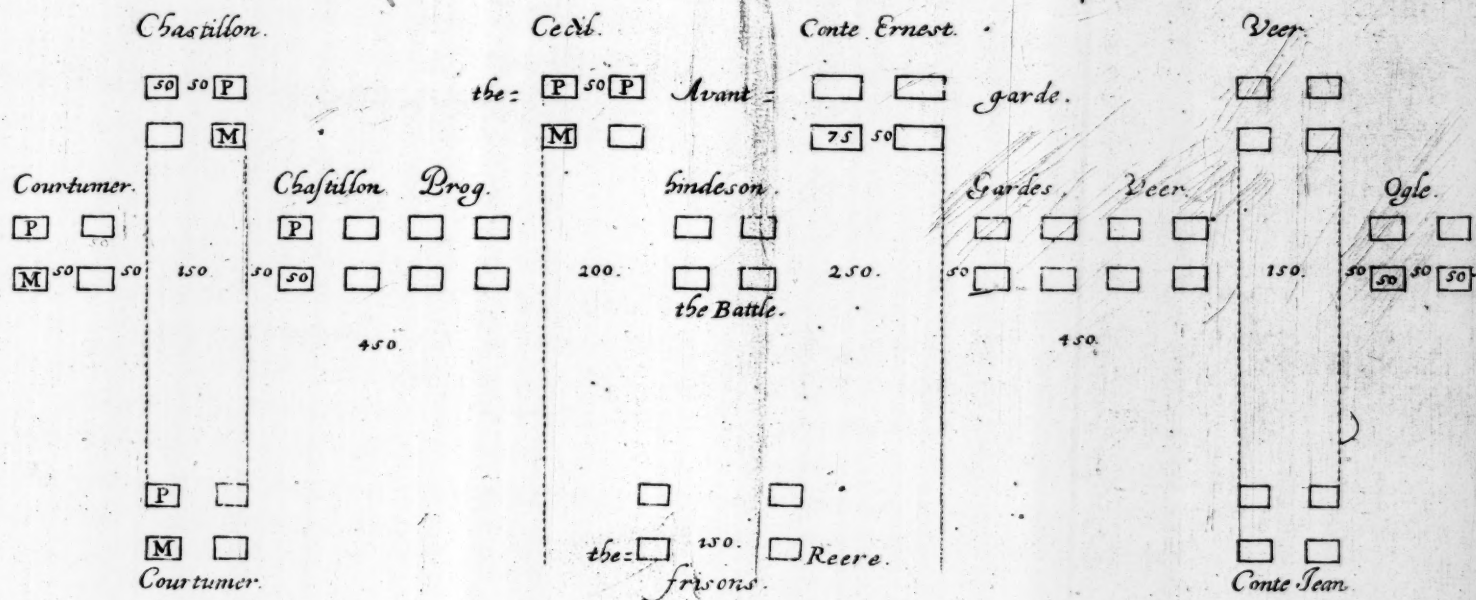 Chastillon. Cecil. Conte Ernest. Veer.
50 50 P the= P 50 P Avant= garde.
M M 75 50
Courtumer. Chastillon Prog. hindeson. Gardes. Veer Ogle.
P P
M 50 50 150 50 50 200. 250. 50 150. 50 50 50 50
the Battle.
450. 450.
P
M the= 150. Reere.
Courtumer. frisons. Conte Jean